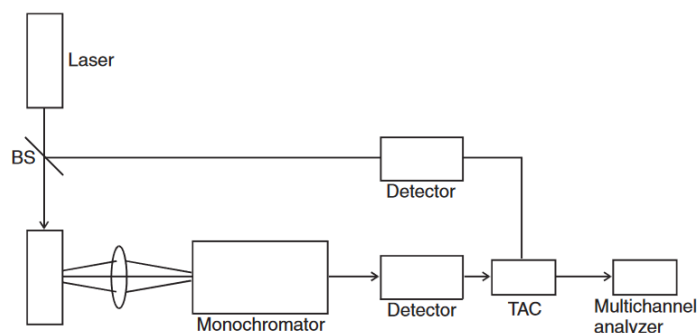 Laser
BS
Detector
Monochromator
Detector
TAC
Multichannel
analyzer